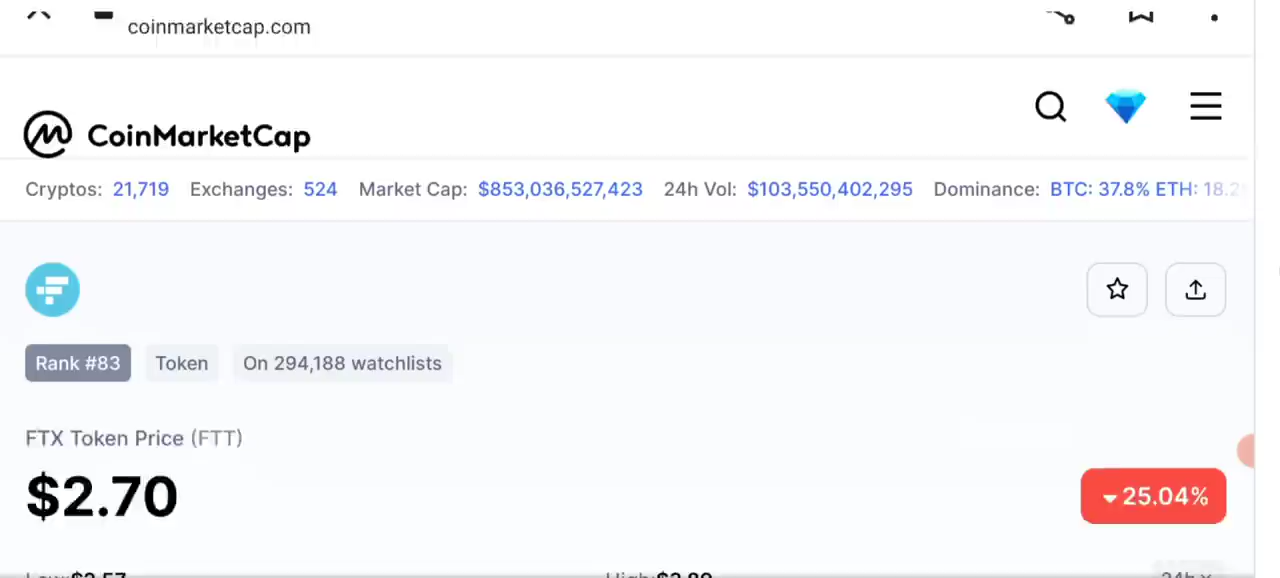 coinmarketcap.com
CoinMarketCap
Cryptos: 21,719 Exchanges: 524 Market Cap: $853,036,527,423 24h Vol: $103,550,402,295 Dominance: BTC: 37.8% ETH: 18.2
Rank #83 Token On 294,188 watchlists
FTX Token Price (FTT)
$2.70
25.04%